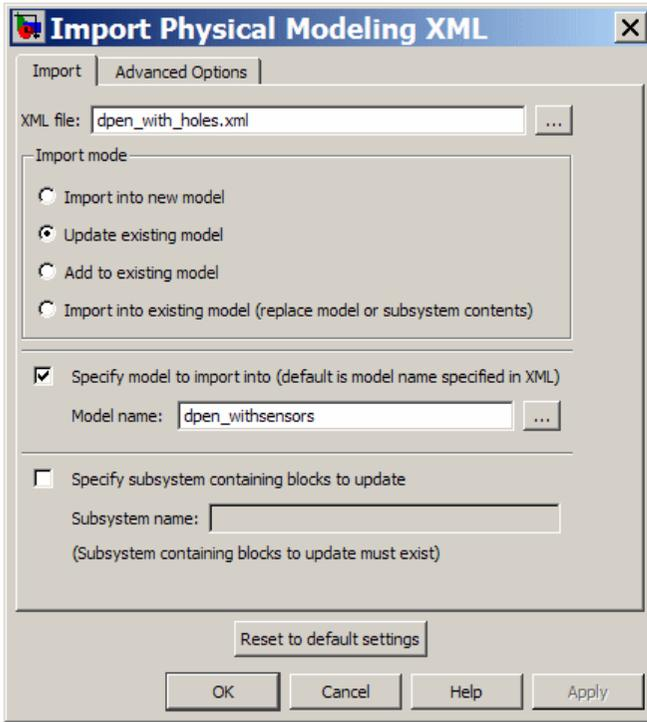 Import Physical Modeling XML
Import Advanced Options
XML file: dpen_with_holes.xml ...
Import mode
Import into new model
Update existing model
Add to existing model
Import into existing model (replace model or subsystem contents)
Specify model to import into (default is model name specified in XML)
Model name: dpen_withsensors ...
Specify subsystem containing blocks to update
Subsystem name:
(Subsystem containing blocks to update must exist)
Reset to default settings
OK Cancel Help Apply